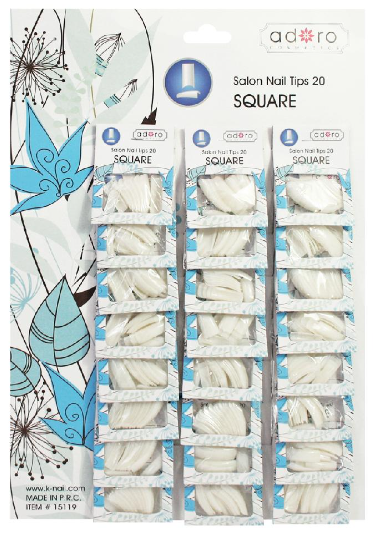 adoro
COSMETICS
Salon Nail Tips 20
SQUARE
adoro
Salon Nail Tips 20
SQUARE
adoro
Salon Nail Tips 20
SQUARE
adoro
Salon Nail Tips 20
SQUARE
www.k-nail.com
MADE IN P.R.C.
ITEM # 15119